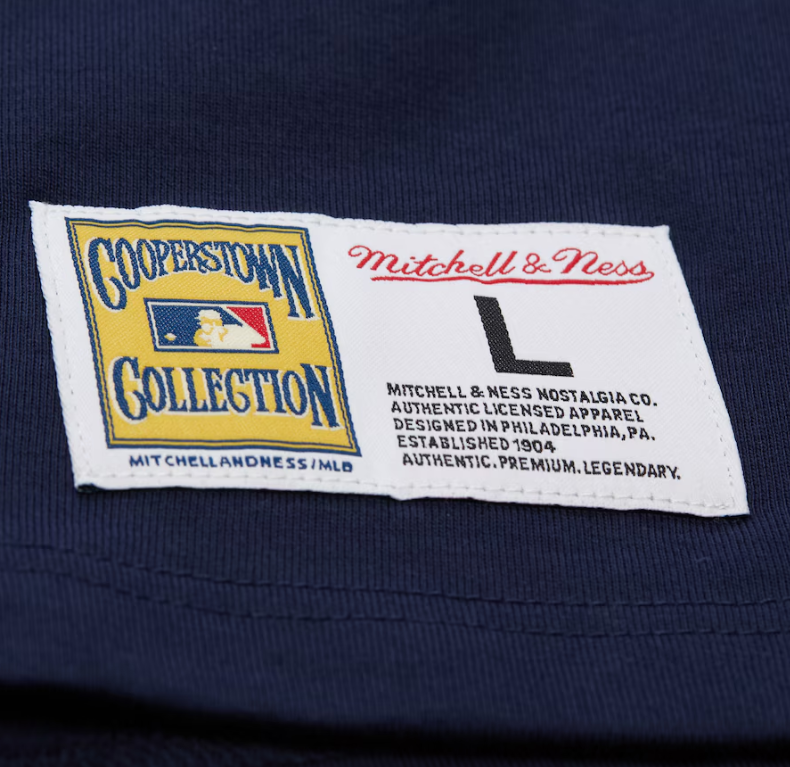 COOPERSTOWN
COLLECTION
MITCHELLANDNESS/MLB
Mitchell & Ness
L
MITCHELL & NESS NOSTALGIA CO.
AUTHENTIC LICENSED APPAREL
DESIGNED IN PHILADELPHIA, PA.
ESTABLISHED 1904
AUTHENTIC. PREMIUM. LEGENDARY.